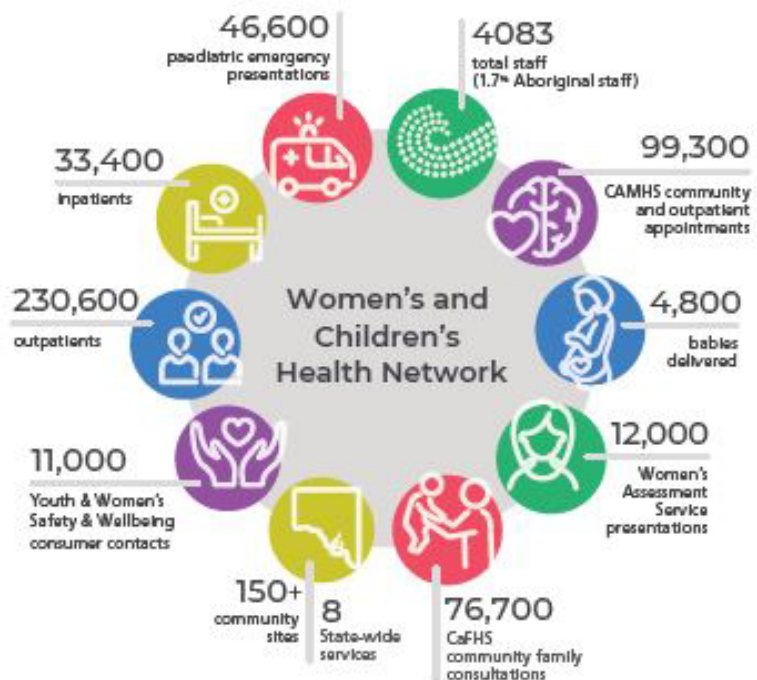 46,600
paediatric emergency
presentations
4083
total staff
(1.7% Aboriginal staff)
33,400
Inpatients
99,300
CAMHS community
and outpatient
appointments
230,600
outpatients
Women's and
Children's
Health Network
4,800
babies
delivered
11,000
Youth & Women's
Safety & Wellbeing
consumer contacts
12,000
Women's
Assessment
Service
presentations
150+
community
sites
8
State-wide
services
76,700
CaFHS
community family
consultations